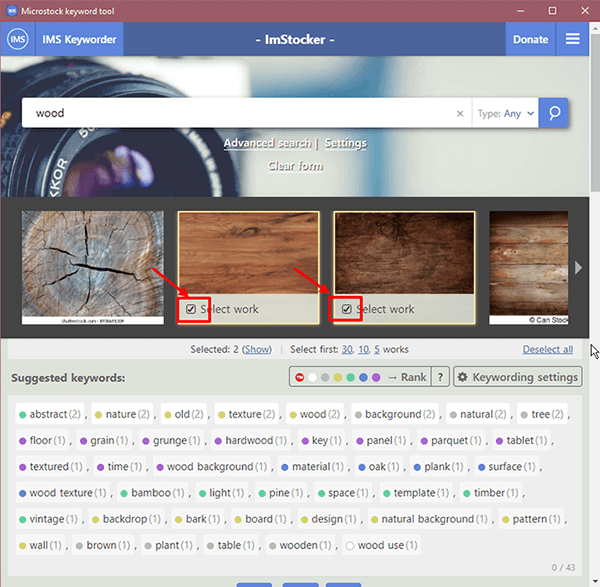 Microstock keyword tool
IMS IMS Keyworder - ImStocker - Donate
wood × Type: Any
Advanced search | Settings
Clear form
Select work Select work
© Can Stock
Selected: 2 (Show) | Select first: 30, 10, 5 works Deselect all
Suggested keywords: → Rank ? Keywording settings
abstract (2) , nature (2) , old (2) , texture (2) , wood (2) , background (2) , natural (2) , tree (2) ,
floor (1) , grain (1) , grunge (1) , hardwood (1) , key (1) , panel (1) , parquet (1) , tablet (1) ,
textured (1) , time (1) , wood background (1) , material (1) , oak (1) , plank (1) , surface (1) ,
wood texture (1) , bamboo (1) , light (1) , pine (1) , space (1) , template (1) , timber (1) ,
vintage (1) , backdrop (1) , bark (1) , board (1) , design (1) , natural background (1) , pattern (1) ,
wall (1) , brown (1) , plant (1) , table (1) , wooden (1) , wood use (1)
0 / 43